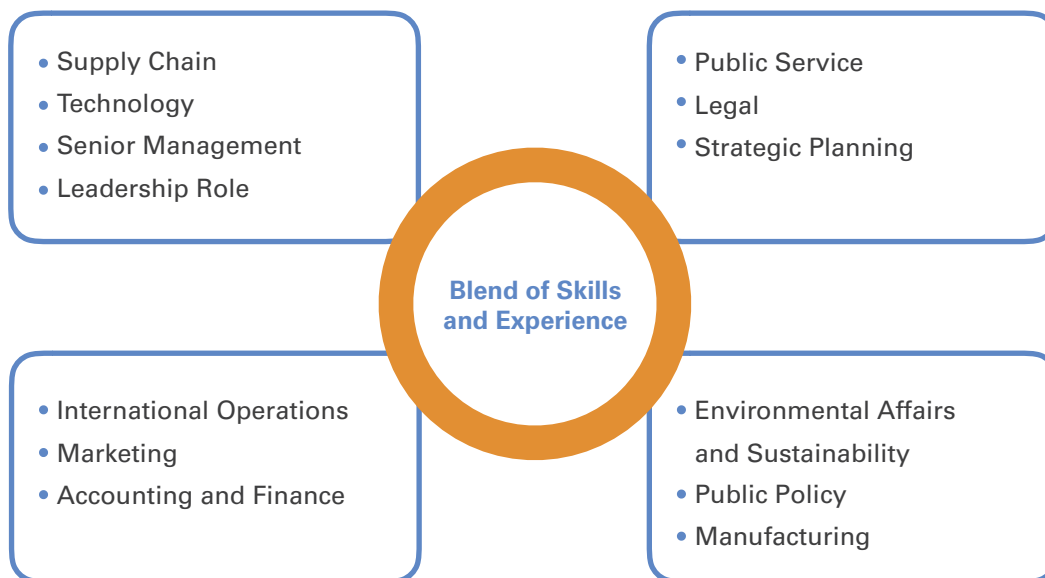 • Supply Chain
• Technology
• Senior Management
• Leadership Role
• Public Service
• Legal
• Strategic Planning
Blend of Skills
and Experience
• International Operations
• Marketing
• Accounting and Finance
• Environmental Affairs
and Sustainability
• Public Policy
• Manufacturing